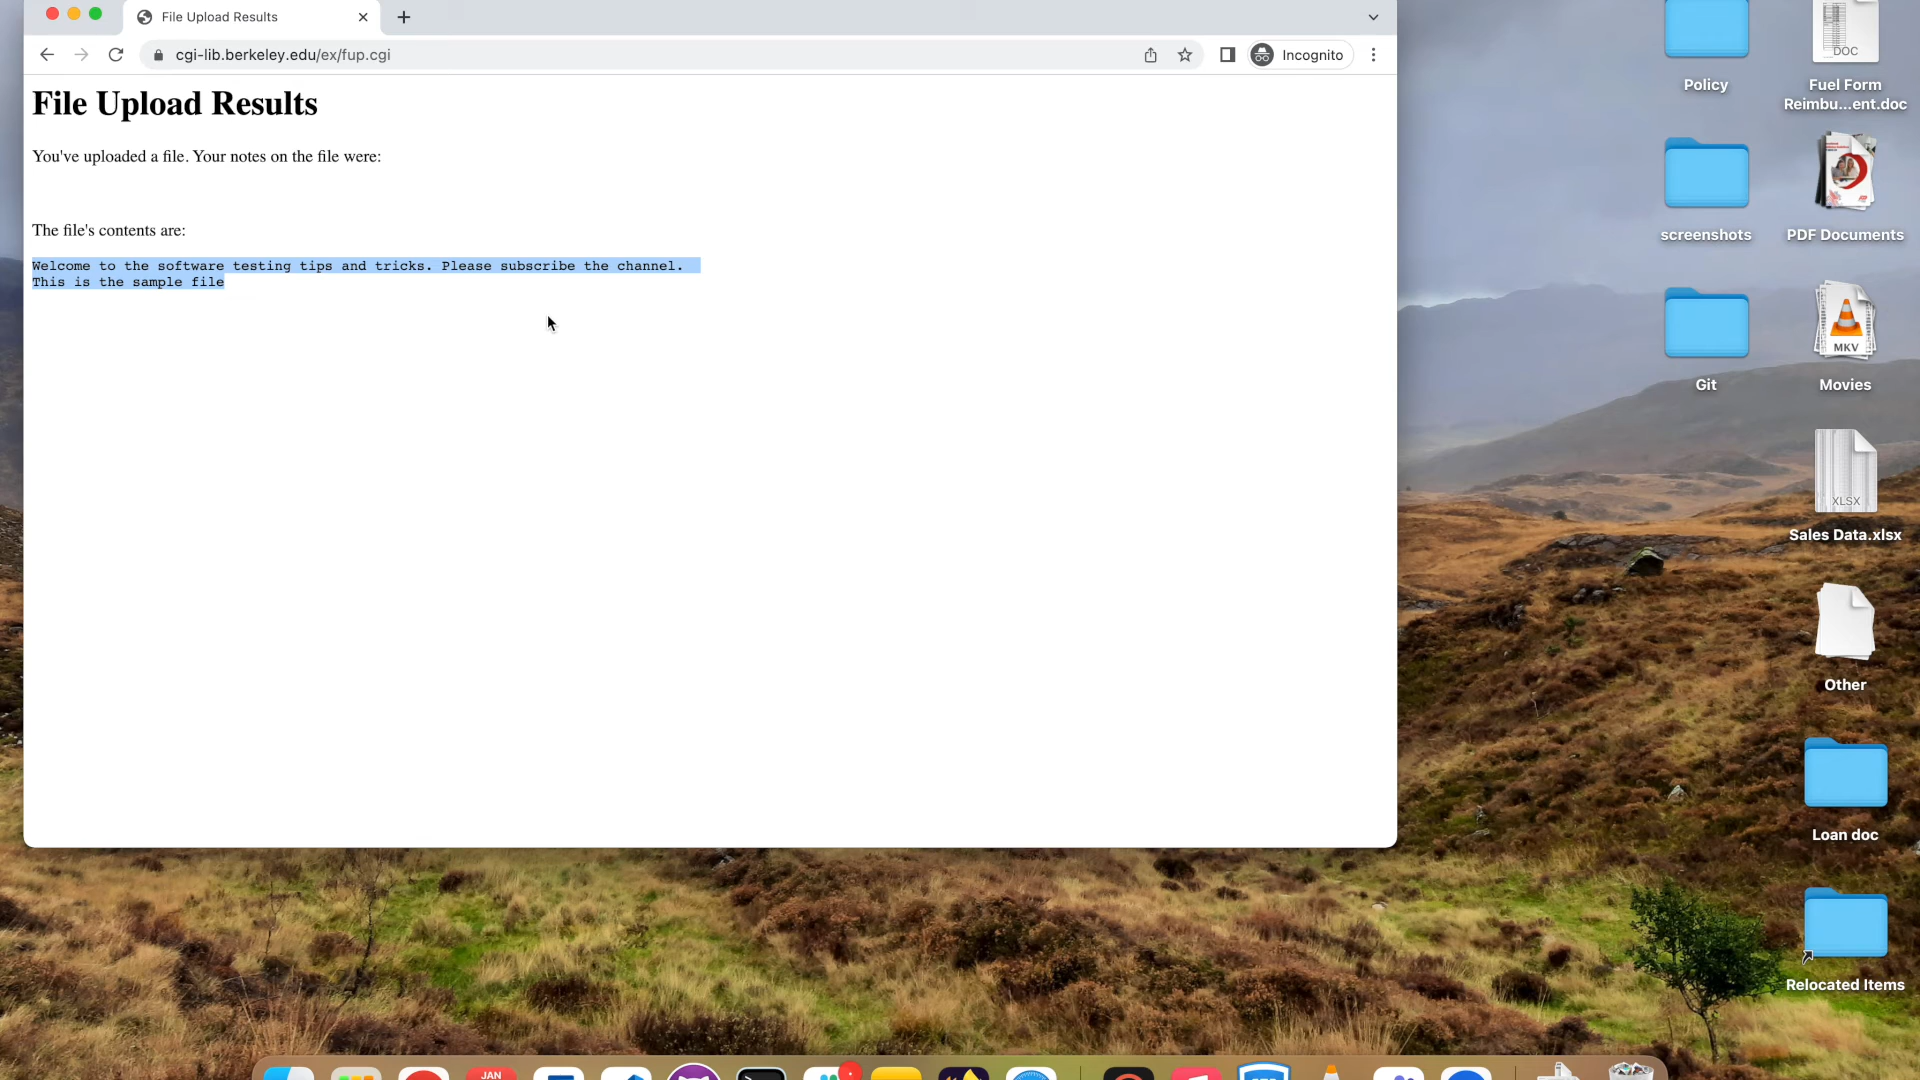 File Upload Results
cgi-lib.berkeley.edu/ex/fup.cgi
Incognito
File Upload Results
You've uploaded a file. Your notes on the file were:
The file's contents are:
Welcome to the software testing tips and tricks. Please subscribe the channel.
This is the sample file
DOC
Policy
Fuel Form
Reimbu...ent.doc
screenshots
PDF Documents
MKV
Git
Movies
XLSX
Sales Data.xlsx
Other
Loan doc
Relocated Items
JAN